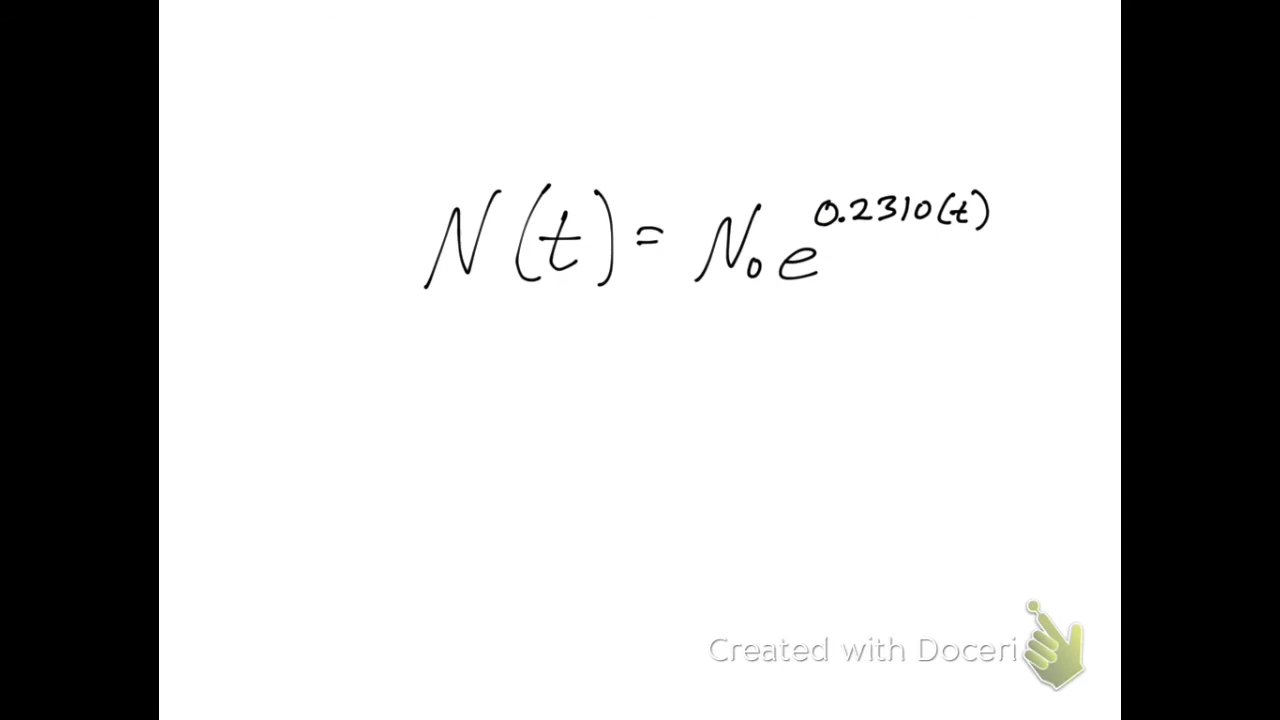 N(t) = N₀e^0.2310(t)
Created with Doceri